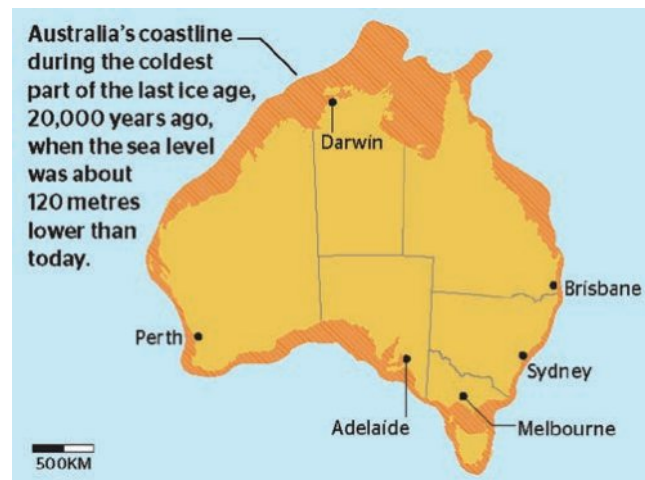 Australia's coastline
during the coldest
part of the last ice age,
20,000 years ago,
when the sea level
was about
120 metres
lower than
today.
Darwin
Brisbane
Perth
Sydney
Adelaide
Melbourne
500KM